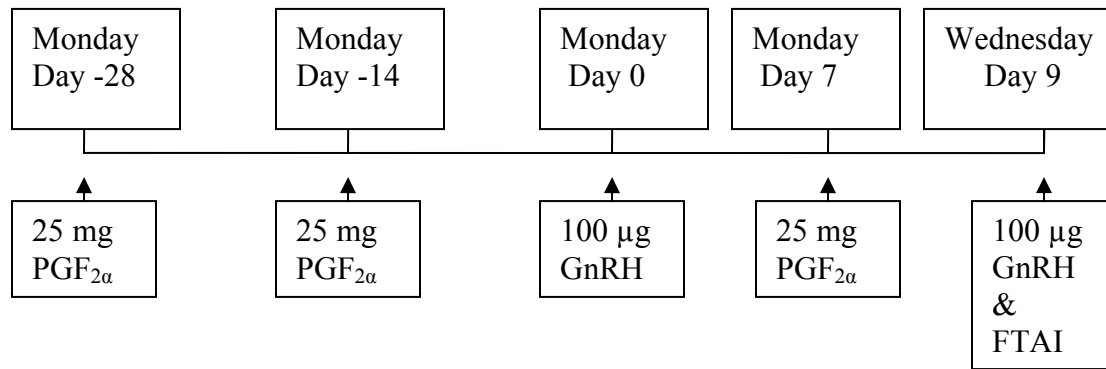 Monday
Day -28
Monday
Day -14
Monday
Day 0
Monday
Day 7
Wednesday
Day 9
25 mg
PGF₂α
25 mg
PGF₂α
100 µg
GnRH
25 mg
PGF₂α
100 µg
GnRH
&
FTAI